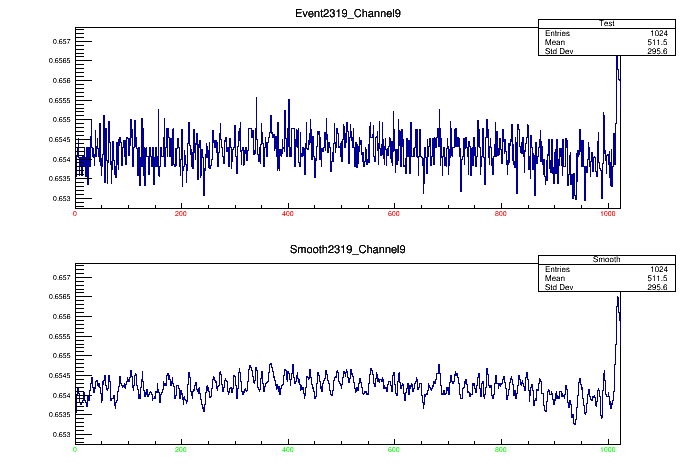 Event2319_Channel9
Test
Entries 1024
Mean 511.5
Std Dev 295.6
0.657
0.6565
0.656
0.6555
0.655
0.6545
0.654
0.6535
0.653
0 200 400 600 800 1000
Smooth2319_Channel9
Smooth
Entries 1024
Mean 511.5
Std Dev 295.6
0.657
0.6565
0.656
0.6555
0.655
0.6545
0.654
0.6535
0.653
0 200 400 600 800 1000